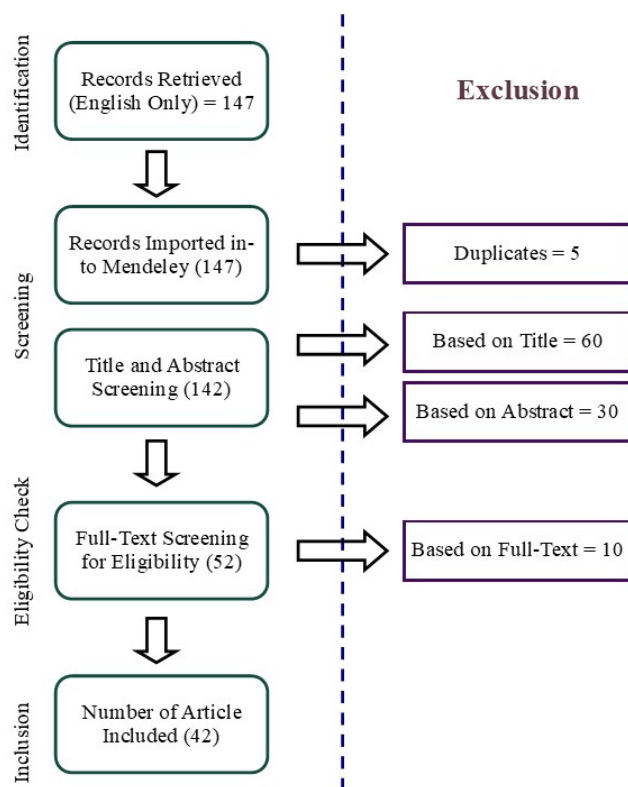 Identification
Records Retrieved
(English Only) = 147
Exclusion
Screening
Records Imported in-
to Mendeley (147)
Duplicates = 5
Title and Abstract
Screening (142)
Based on Title = 60
Based on Abstract = 30
Eligibility Check
Full-Text Screening
for Eligibility (52)
Based on Full-Text = 10
Inclusion
Number of Article
Included (42)